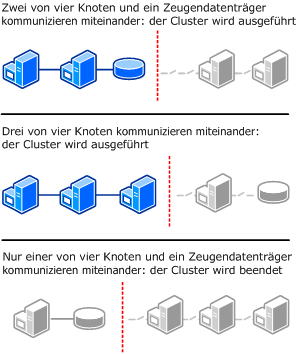 Zwei von vier Knoten und ein Zeugendatenträger
kommunizieren miteinander: der Cluster wird ausgeführt
Drei von vier Knoten kommunizieren miteinander:
der Cluster wird ausgeführt
Nur einer von vier Knoten und ein Zeugendatenträger
kommunizieren miteinander: der Cluster wird beendet